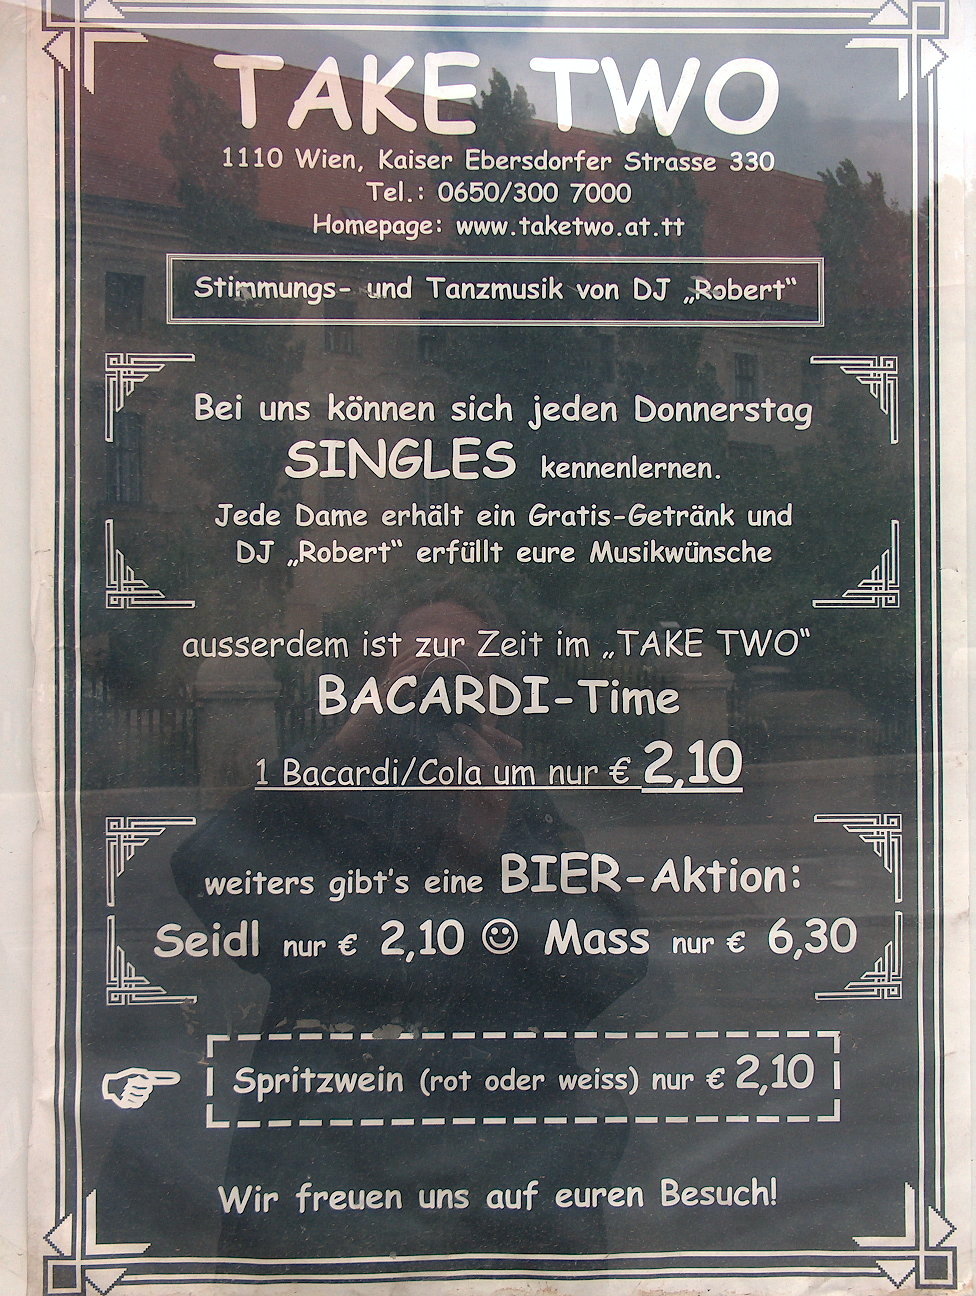 TAKE TWO
1110 Wien, Kaiser Ebersdorfer Strasse 330
Tel.: 0650/300 7000
Homepage: www.taketwo.at.tt
Stimmungs- und Tanzmusik von DJ „Robert“
Bei uns können sich jeden Donnerstag
SINGLES kennenlernen.
Jede Dame erhält ein Gratis-Getränk und
DJ „Robert“ erfüllt eure Musikwünsche
ausserdem ist zur Zeit im „TAKE TWO“
BACARDI-Time
1 Bacardi/Cola um nur € 2,10
weiters gibt's eine BIER-Aktion:
Seidl nur € 2,10 ☺ Mass nur € 6,30
Spritzwein (rot oder weiss) nur € 2,10
Wir freuen uns auf euren Besuch!